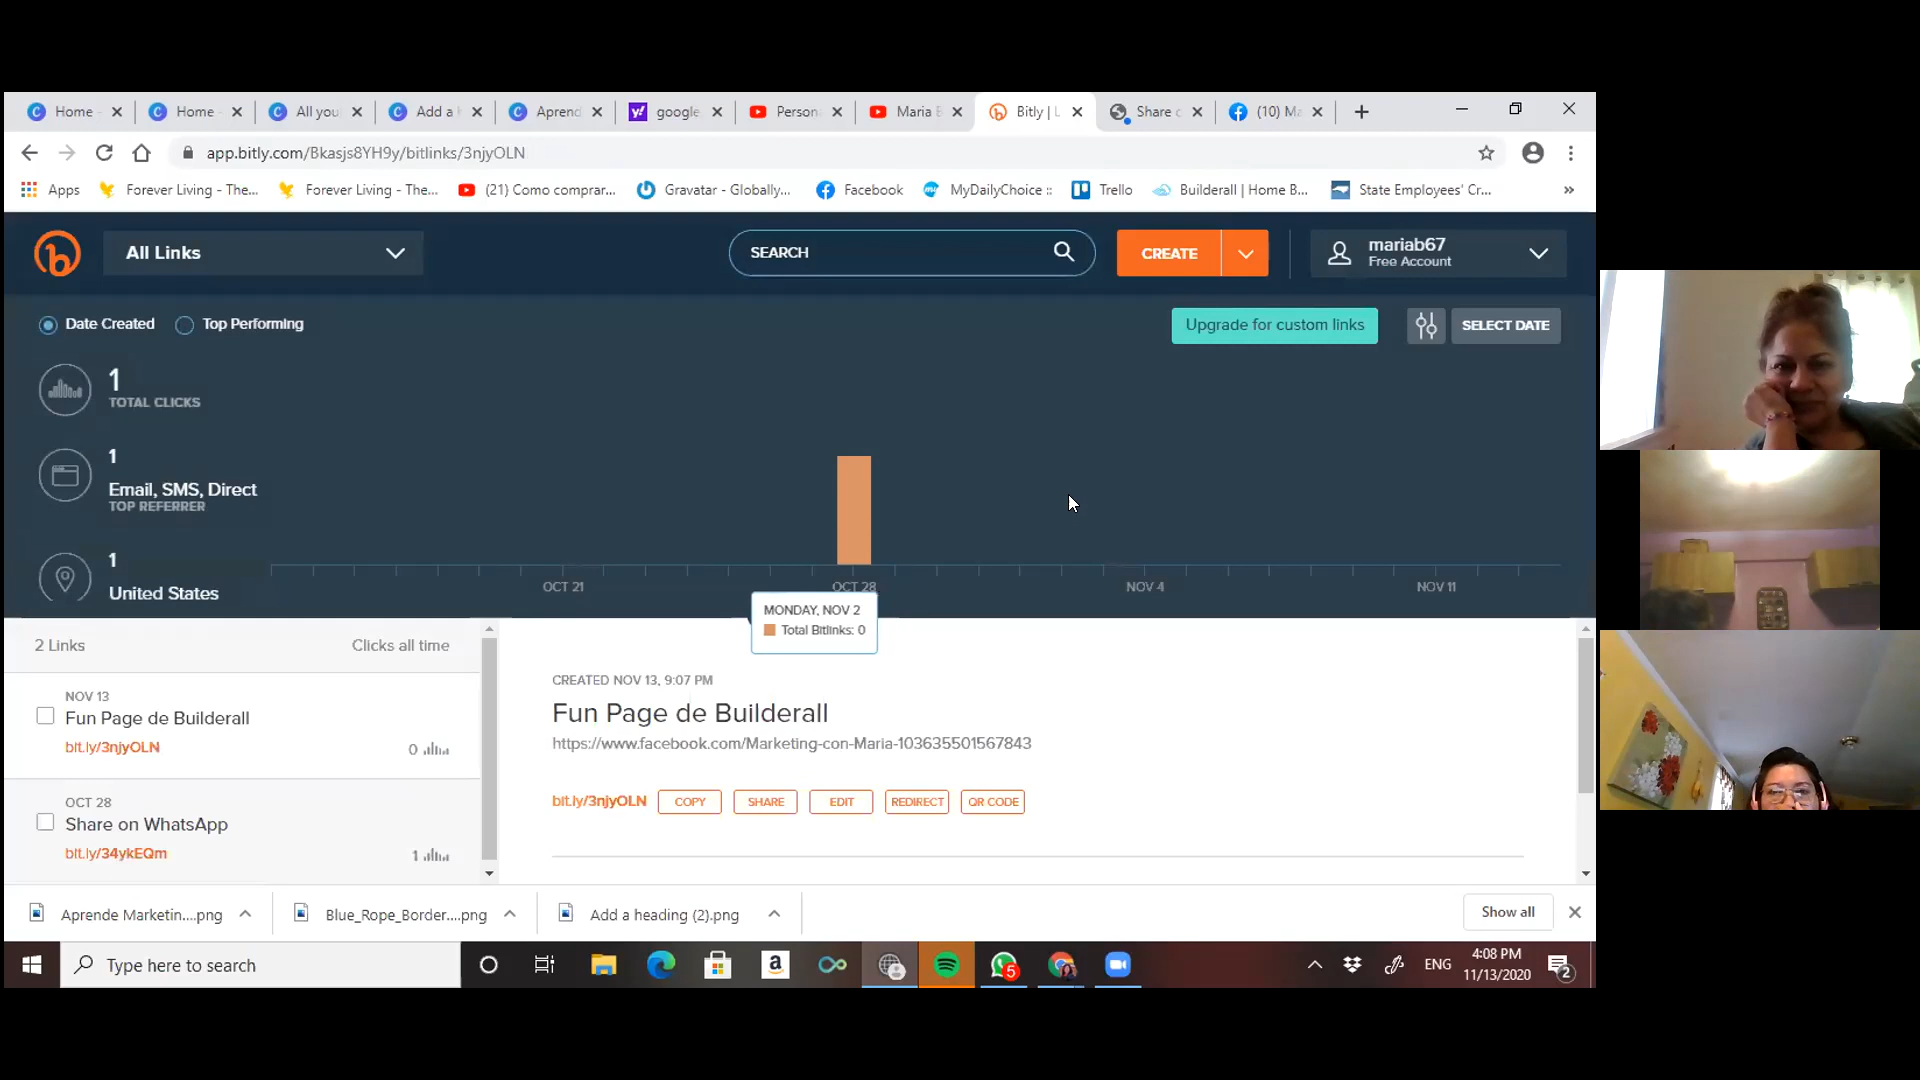 Home -
Home -
All you
Add a
Aprend
google
Person
Maria
Bitly | L
Share
(10) Ma
app.bitly.com/Bkasjs8YH9y/bitlinks/3njyOLN
Apps
Forever Living - The...
Forever Living - The...
(21) Como comprar...
Gravatar - Globally...
Facebook
MyDailyChoice ::
Trello
Builderall | Home B...
State Employees' Cr...
»
All Links
SEARCH
CREATE
mariab67
Free Account
Date Created
Top Performing
Upgrade for custom links
SELECT DATE
1
TOTAL CLICKS
1
Email, SMS, Direct
TOP REFERRER
1
United States
OCT 21
OCT 28
NOV 4
NOV 11
MONDAY, NOV 2
Total Bitlinks: 0
2 Links
Clicks all time
NOV 13
Fun Page de Builderall
bit.ly/3njyOLN
0
OCT 28
Share on WhatsApp
bit.ly/34ykEQm
1
CREATED NOV 13, 9:07 PM
Fun Page de Builderall
https://www.facebook.com/Marketing-con-Maria-103635501567843
bit.ly/3njyOLN
COPY
SHARE
EDIT
REDIRECT
QR CODE
Aprende Marketin....png
Blue_Rope_Border....png
Add a heading (2).png
Show all
Type here to search
5
ENG
4:08 PM
11/13/2020
2